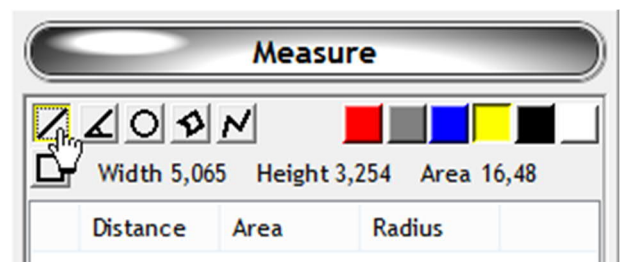 Measure
Width 5,065 Height 3,254 Area 16,48
Distance Area Radius